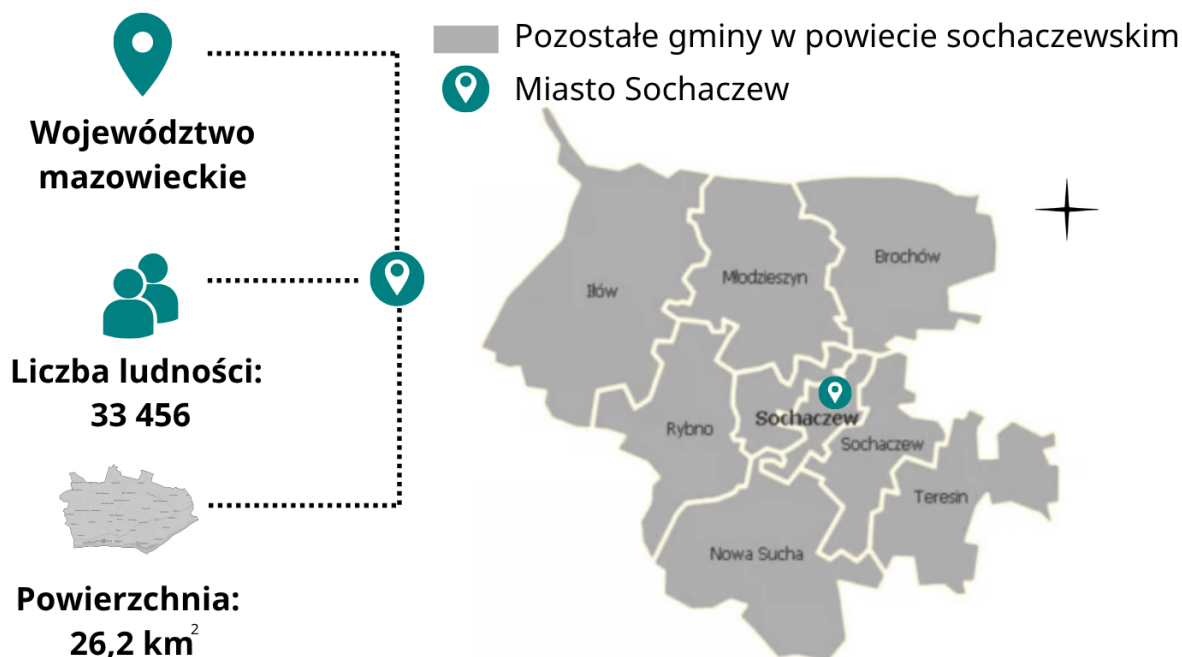 Województwo
mazowieckie
Liczba ludności:
33 456
Powierzchnia:
26,2 km²
Pozostałe gminy w powiecie sochaczewskim
Miasto Sochaczew
Iłów
Młodzieszyn
Brochów
Rybno
Sochaczew
Sochaczew
Teresin
Nowa Sucha